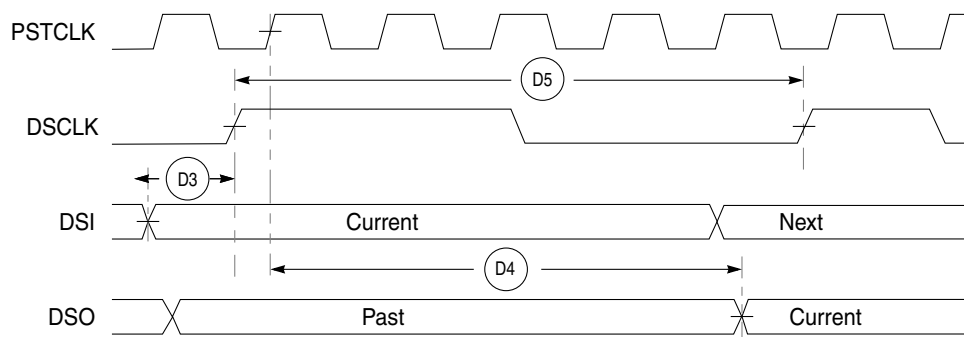 PSTCLK
D5
DSCLK
D3
DSI Current Next
D4
DSO Past Current